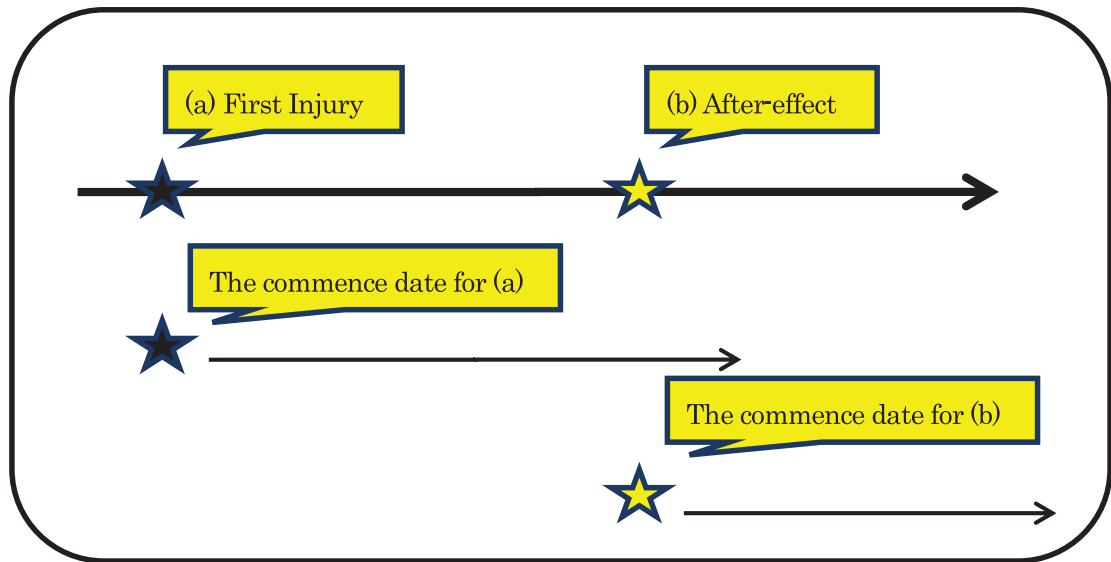 (a) First Injury
(b) After-effect
The commence date for (a)
The commence date for (b)